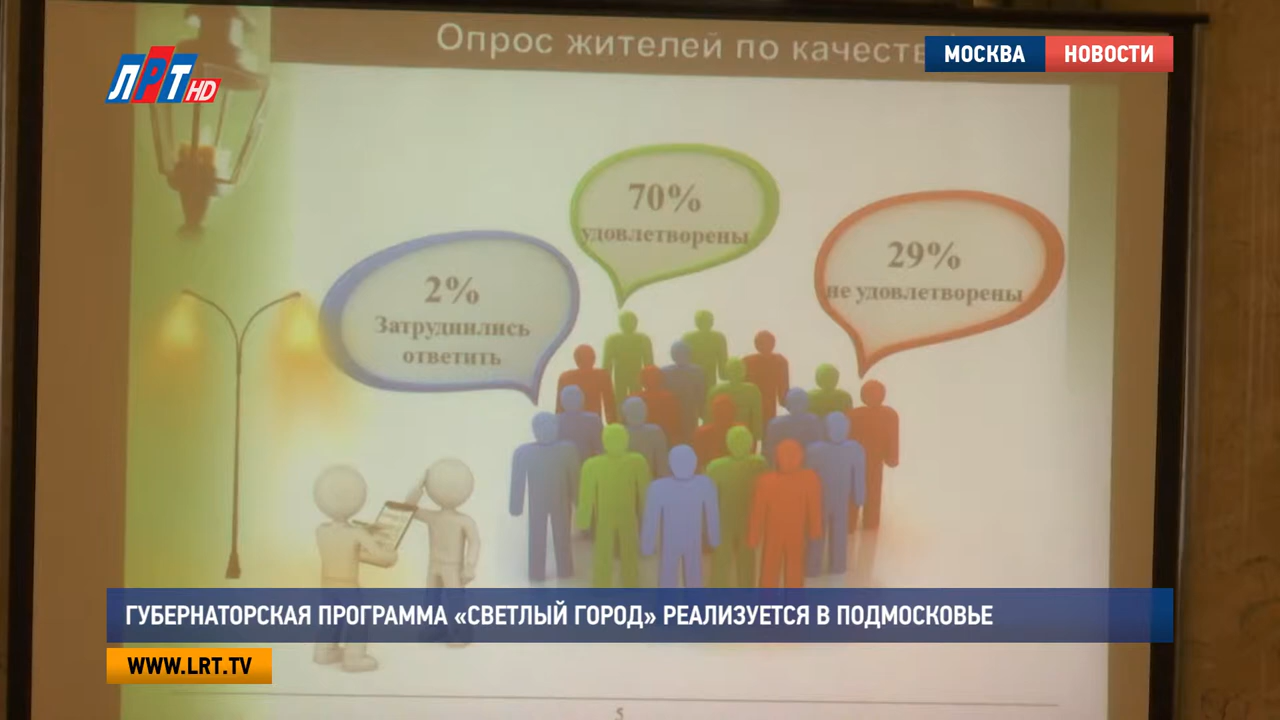 Опрос жителей по качеств
ЛРТ HD
МОСКВА НОВОСТИ
70%
удовлетворены
29%
не удовлетворены
2%
Затруднились
ответить
ГУБЕРНАТОРСКАЯ ПРОГРАММА «СВЕТЛЫЙ ГОРОД» РЕАЛИЗУЕТСЯ В ПОДМОСКОВЬЕ
WWW.LRT.TV
5